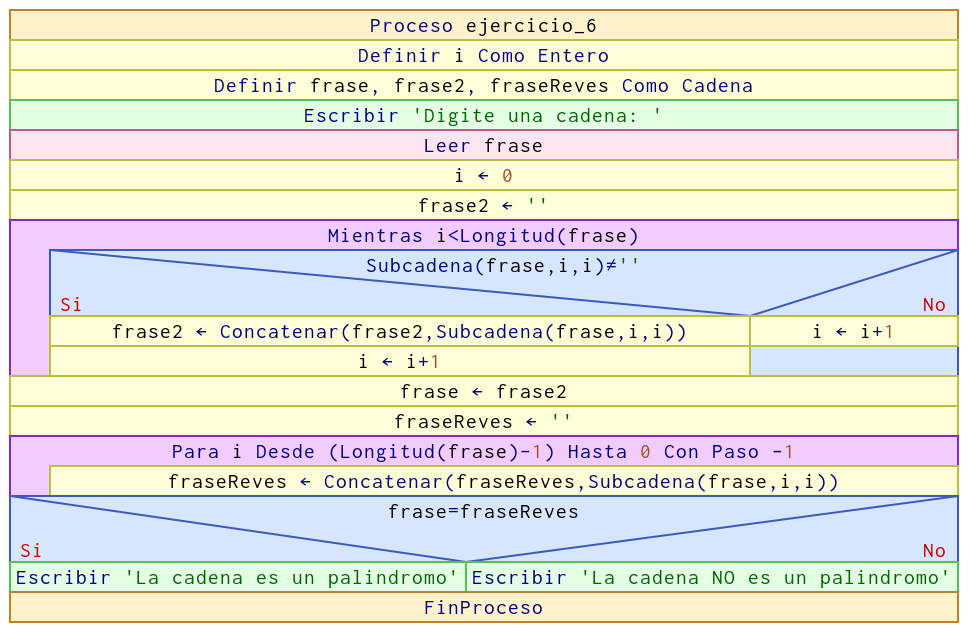 Proceso ejercicio_6
Definir i Como Entero
Definir frase, frase2, fraseReves Como Cadena
Escribir 'Digite una cadena: '
Leer frase
i ← 0
frase2 ← ''
Mientras i<Longitud(frase)
Subcadena(frase,i,i)≠''
Si No
frase2 ← Concatenar(frase2,Subcadena(frase,i,i)) i ← i+1
i ← i+1
frase ← frase2
fraseReves ← ''
Para i Desde (Longitud(frase)-1) Hasta 0 Con Paso -1
fraseReves ← Concatenar(fraseReves,Subcadena(frase,i,i))
frase=fraseReves
Si No
Escribir 'La cadena es un palindromo' Escribir 'La cadena NO es un palindromo'
FinProceso